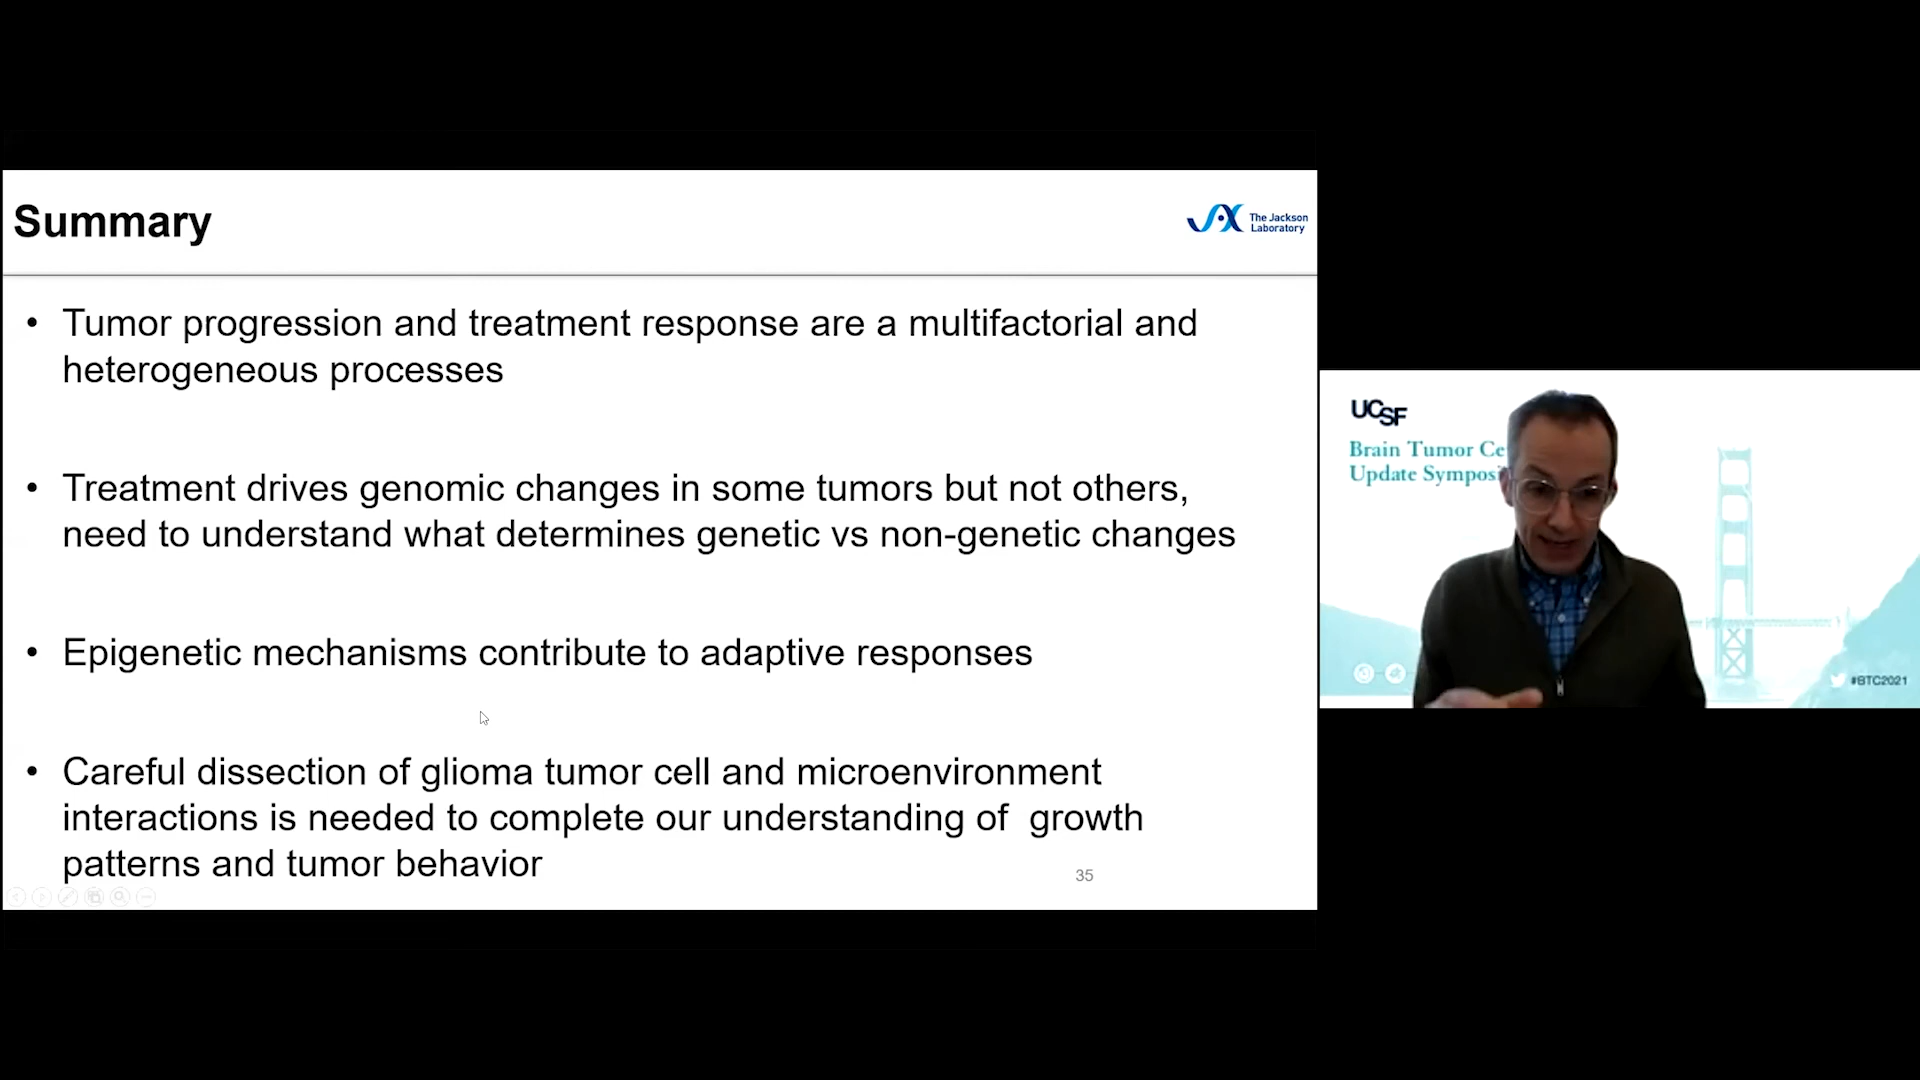 Summary
The Jackson
Laboratory
• Tumor progression and treatment response are a multifactorial and
heterogeneous processes
• Treatment drives genomic changes in some tumors but not others,
need to understand what determines genetic vs non-genetic changes
• Epigenetic mechanisms contribute to adaptive responses
• Careful dissection of glioma tumor cell and microenvironment
interactions is needed to complete our understanding of growth
patterns and tumor behavior
35
UCSF
Brain Tumor Ce
Update Symposi
#BTC2021